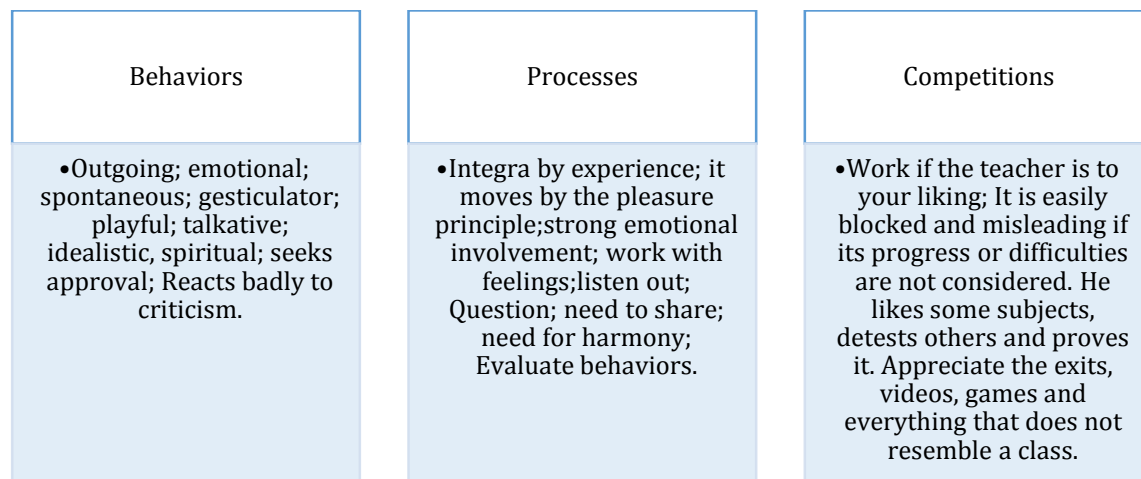 Behaviors
•Outgoing; emotional;
spontaneous; gesticulator;
playful; talkative;
idealistic, spiritual; seeks
approval; Reacts badly to
criticism.
Processes
•Integra by experience; it
moves by the pleasure
principle;strong emotional
involvement; work with
feelings;listen out;
Question; need to share;
need for harmony;
Evaluate behaviors.
Competitions
•Work if the teacher is to
your liking; It is easily
blocked and misleading if
its progress or difficulties
are not considered. He
likes some subjects,
detests others and proves
it. Appreciate the exits,
videos, games and
everything that does not
resemble a class.